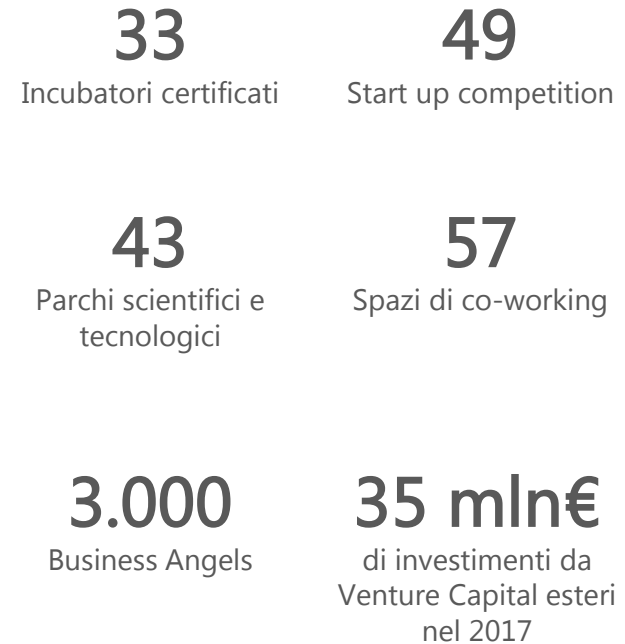 33
Incubatori certificati
49
Start up competition
43
Parchi scientifici e
tecnologici
57
Spazi di co-working
3.000
Business Angels
35 mln€
di investimenti da
Venture Capital esteri
nel 2017